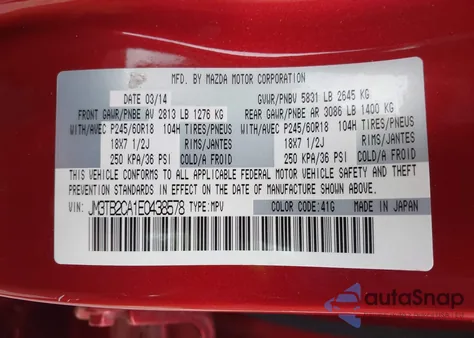 MFD. BY MAZDA MOTOR CORPORATION
DATE 03/14 GVWR/PNBV 5831 LB 2645 KG
FRONT GAWR/PNBE AV 2813 LB 1276 KG REAR GAWR/PNBE AR 3086 LB 1400 KG
WITH/AVEC P245/60R18 104H TIRES/PNEUS WITH/AVEC P245/60R18 104H TIRES/PNEUS
18X7 1/2J RIMS/JANTES 18X7 1/2J RIMS/JANTES
250 KPA/36 PSI COLD/A FROID 250 KPA/36 PSI COLD/A FROID
THIS VEHICLE CONFORMS TO ALL APPLICABLE FEDERAL MOTOR VEHICLE SAFETY AND
THEFT PREVENTION STANDARDS IN EFFECT ON THE DATE OF MANUFACTURE SHOWN ABOVE.
VIN: JM3TB2CA1E0438578 TYPE:MPV COLOR CODE:41G MADE IN JAPAN
autoSnap